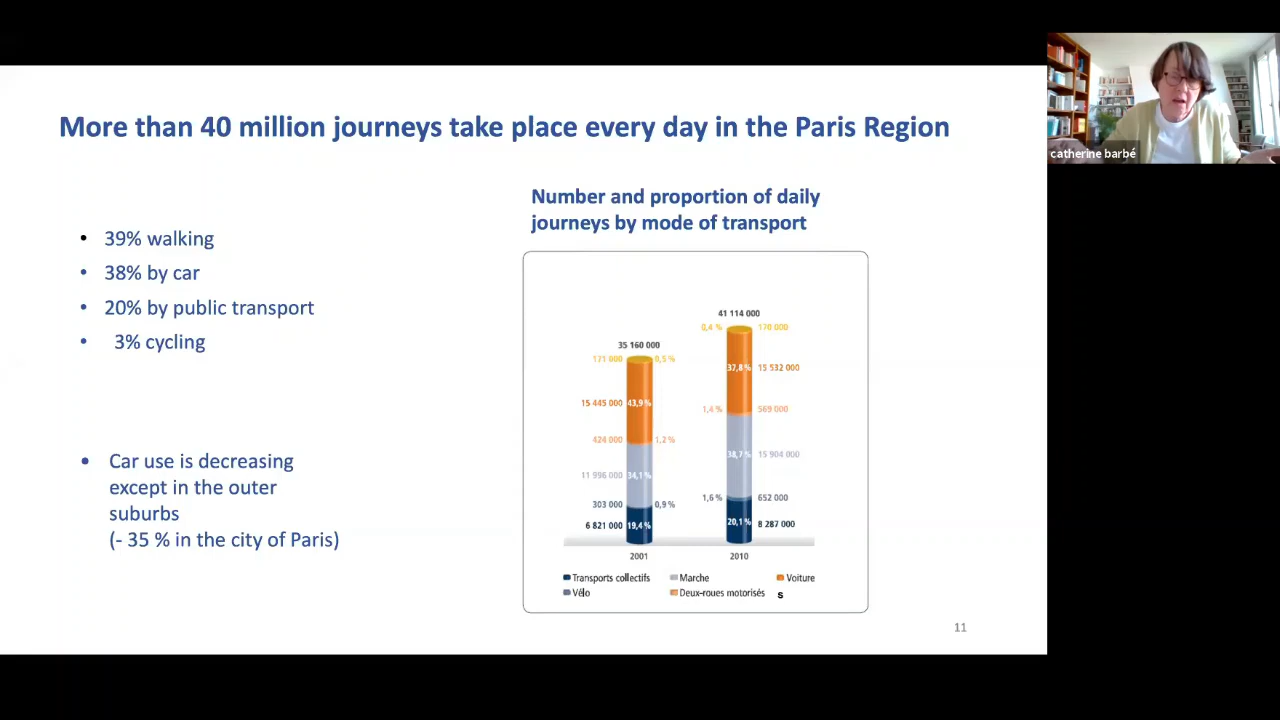 More than 40 million journeys take place every day in the Paris Region
catherine barbé
Number and proportion of daily
journeys by mode of transport
• 39% walking
• 38% by car
• 20% by public transport
• 3% cycling
• Car use is decreasing
except in the outer
suburbs
(- 35 % in the city of Paris)
41 114 000
0,4 % 170 000
35 160 000
171 000 0,5 %
37,8 % 15 532 000
15 445 000 43,9 %
1,4 % 569 000
424 000 1,2 %
38,7 % 15 904 000
11 996 000 34,1 %
1,6 % 652 000
303 000 0,9 %
20,1 % 8 287 000
6 821 000 19,4 %
2001 2010
Transports collectifs Marche Voiture
Vélo Deux-roues motorisés s
11